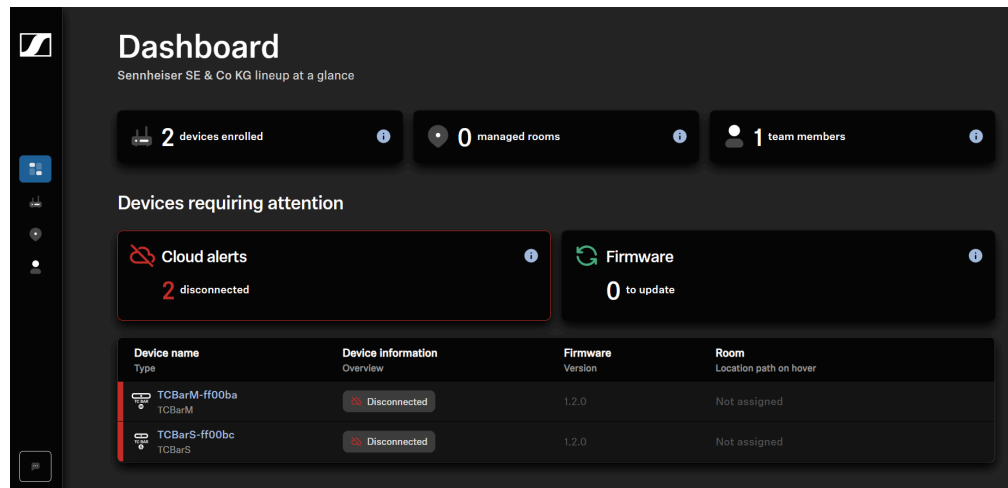 Dashboard
Sennheiser SE & Co KG lineup at a glance
2 devices enrolled
0 managed rooms
1 team members
Devices requiring attention
Cloud alerts
2 disconnected
Firmware
0 to update
Device name Device information Firmware Room
Type Overview Version Location path on hover
TCBarM-ff00ba Disconnected 1.2.0 Not assigned
TCBarM
TCBarS-ff00bc Disconnected 1.2.0 Not assigned
TCBarS